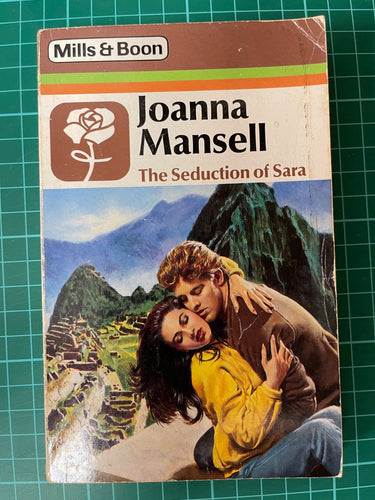 Mills & Boon
Joanna
Mansell
The Seduction of Sara